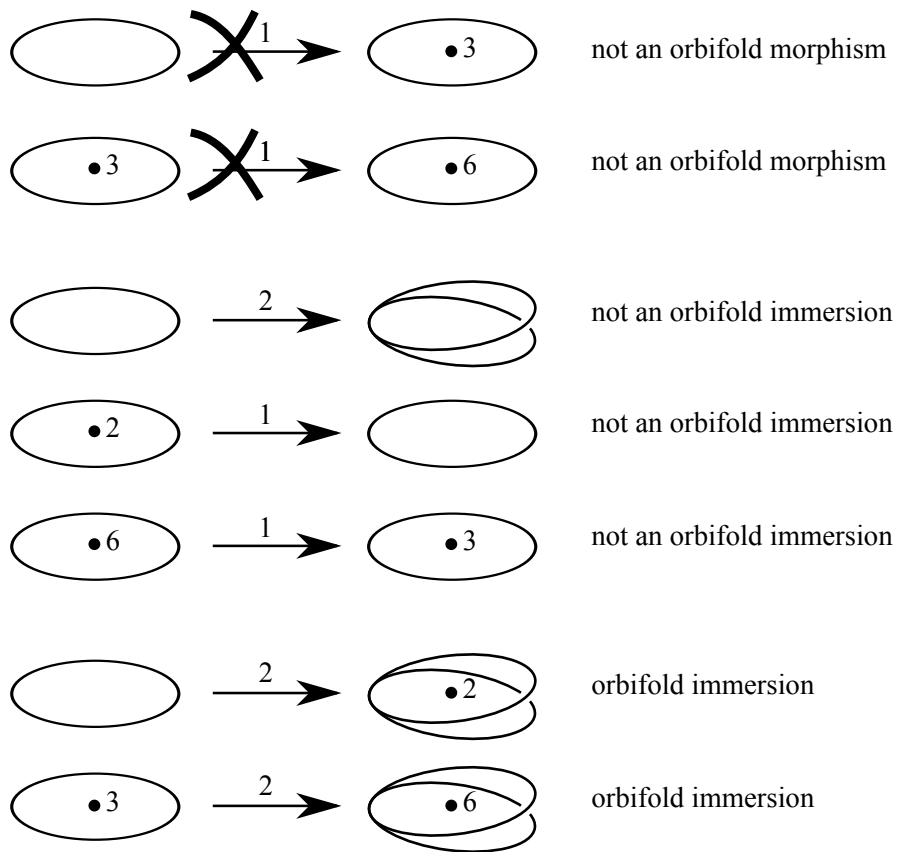 1 3 not an orbifold morphism
3 1 6 not an orbifold morphism
2 not an orbifold immersion
2 1 not an orbifold immersion
6 1 3 not an orbifold immersion
2 2 orbifold immersion
3 2 6 orbifold immersion